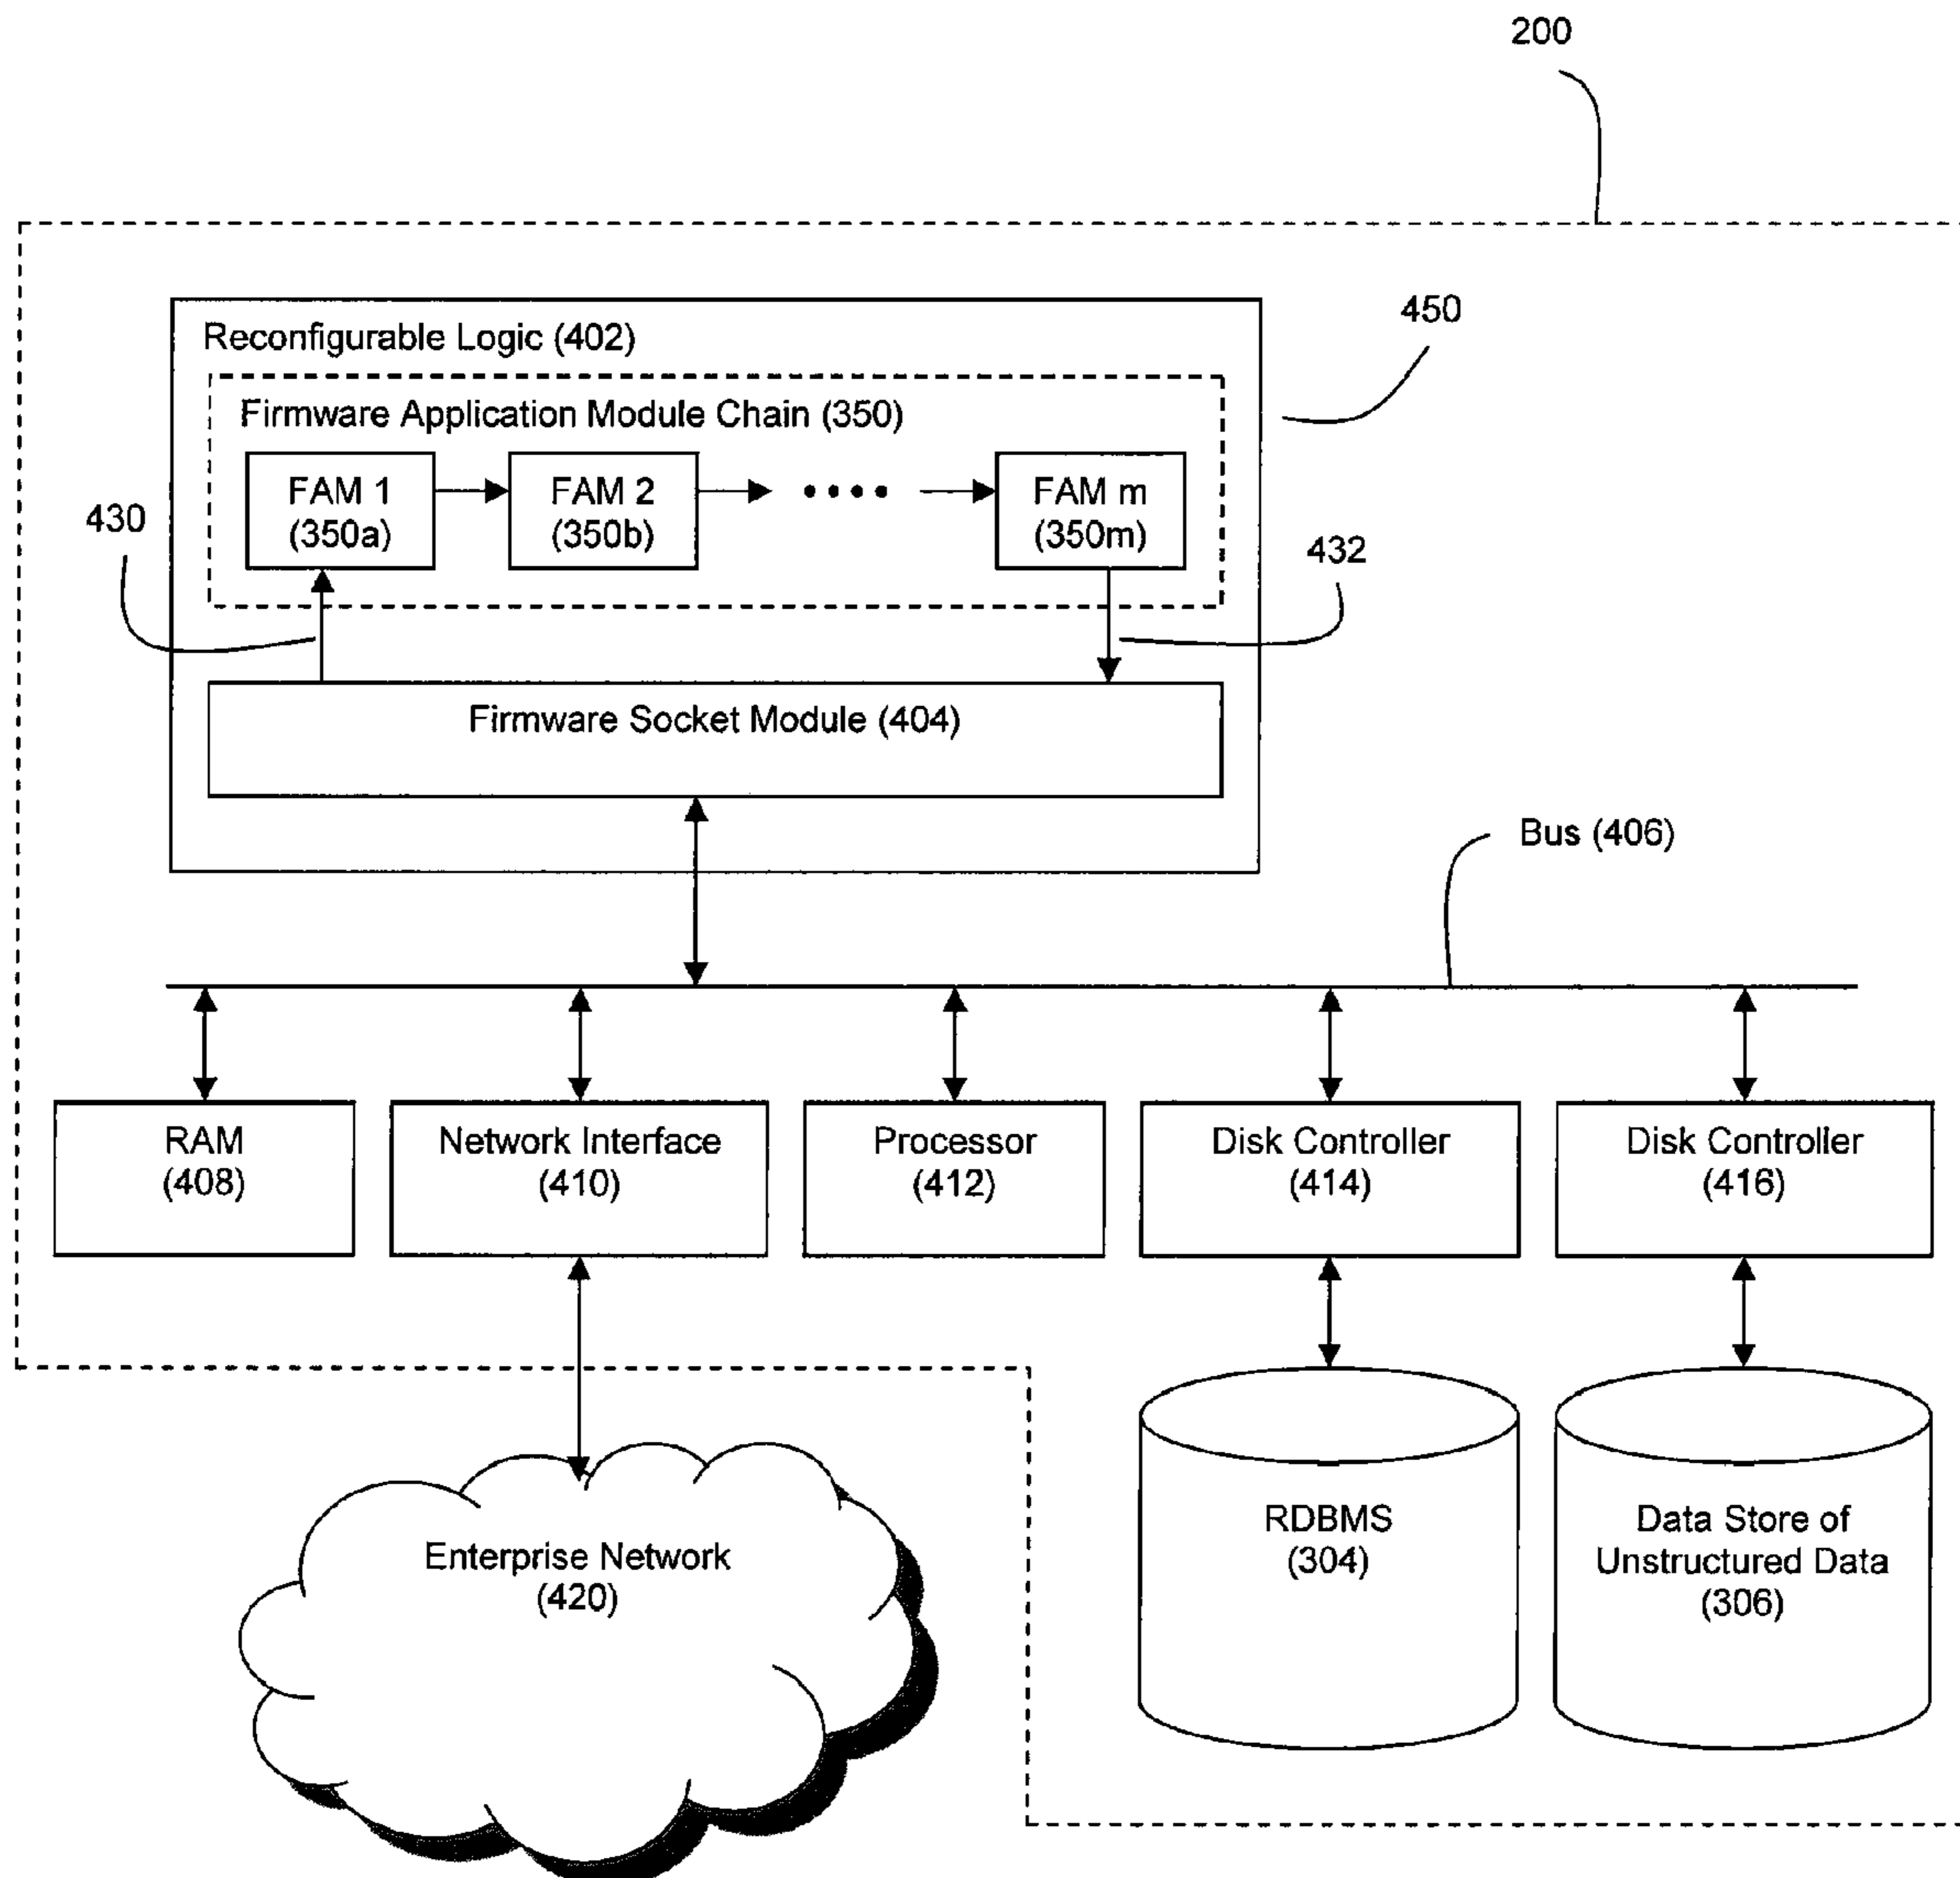 200
450
Reconfigurable Logic (402)
Firmware Application Module Chain (350)
FAM 1
(350a)
FAM 2
(350b)
FAM m
(350m)
430
432
Firmware Socket Module (404)
Bus (406)
RAM
(408)
Network Interface
(410)
Processor
(412)
Disk Controller
(414)
Disk Controller
(416)
Enterprise Network
(420)
RDBMS
(304)
Data Store of
Unstructured Data
(306)